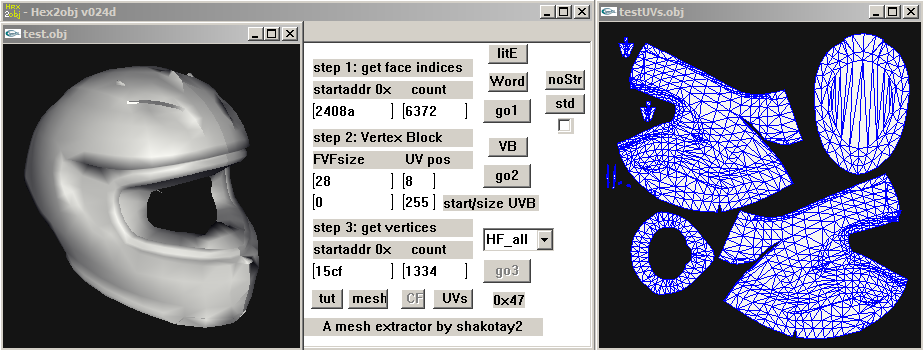 Hex2obj - Hex2obj v024d
test.obj
testUVs.obj
litE
step 1: get face indices
Word
noStr
startaddr 0x count
std
[2408a ] [6372 ]
go1
step 2: Vertex Block
VB
FVFsize UV pos
go2
[28 ] [8 ]
[0 ] [255 ] start/size UVB
step 3: get vertices
HF_all
startaddr 0x count
[15cf ] [1334 ]
go3
tut mesh CF UVs 0x47
A mesh extractor by shakotay2